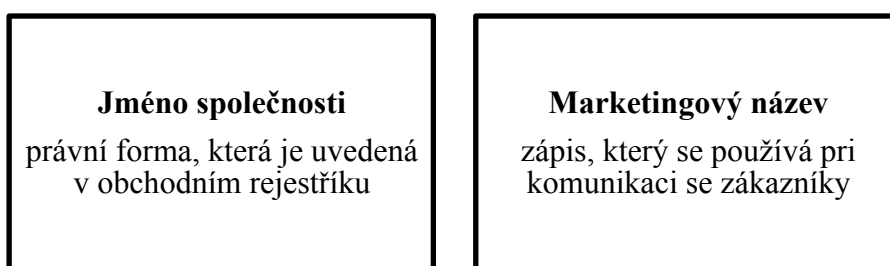 Jméno společnosti
právní forma, která je uvedená
v obchodním rejestříku
Marketingový název
zápis, který se používá pri
komunikaci se zákazníky